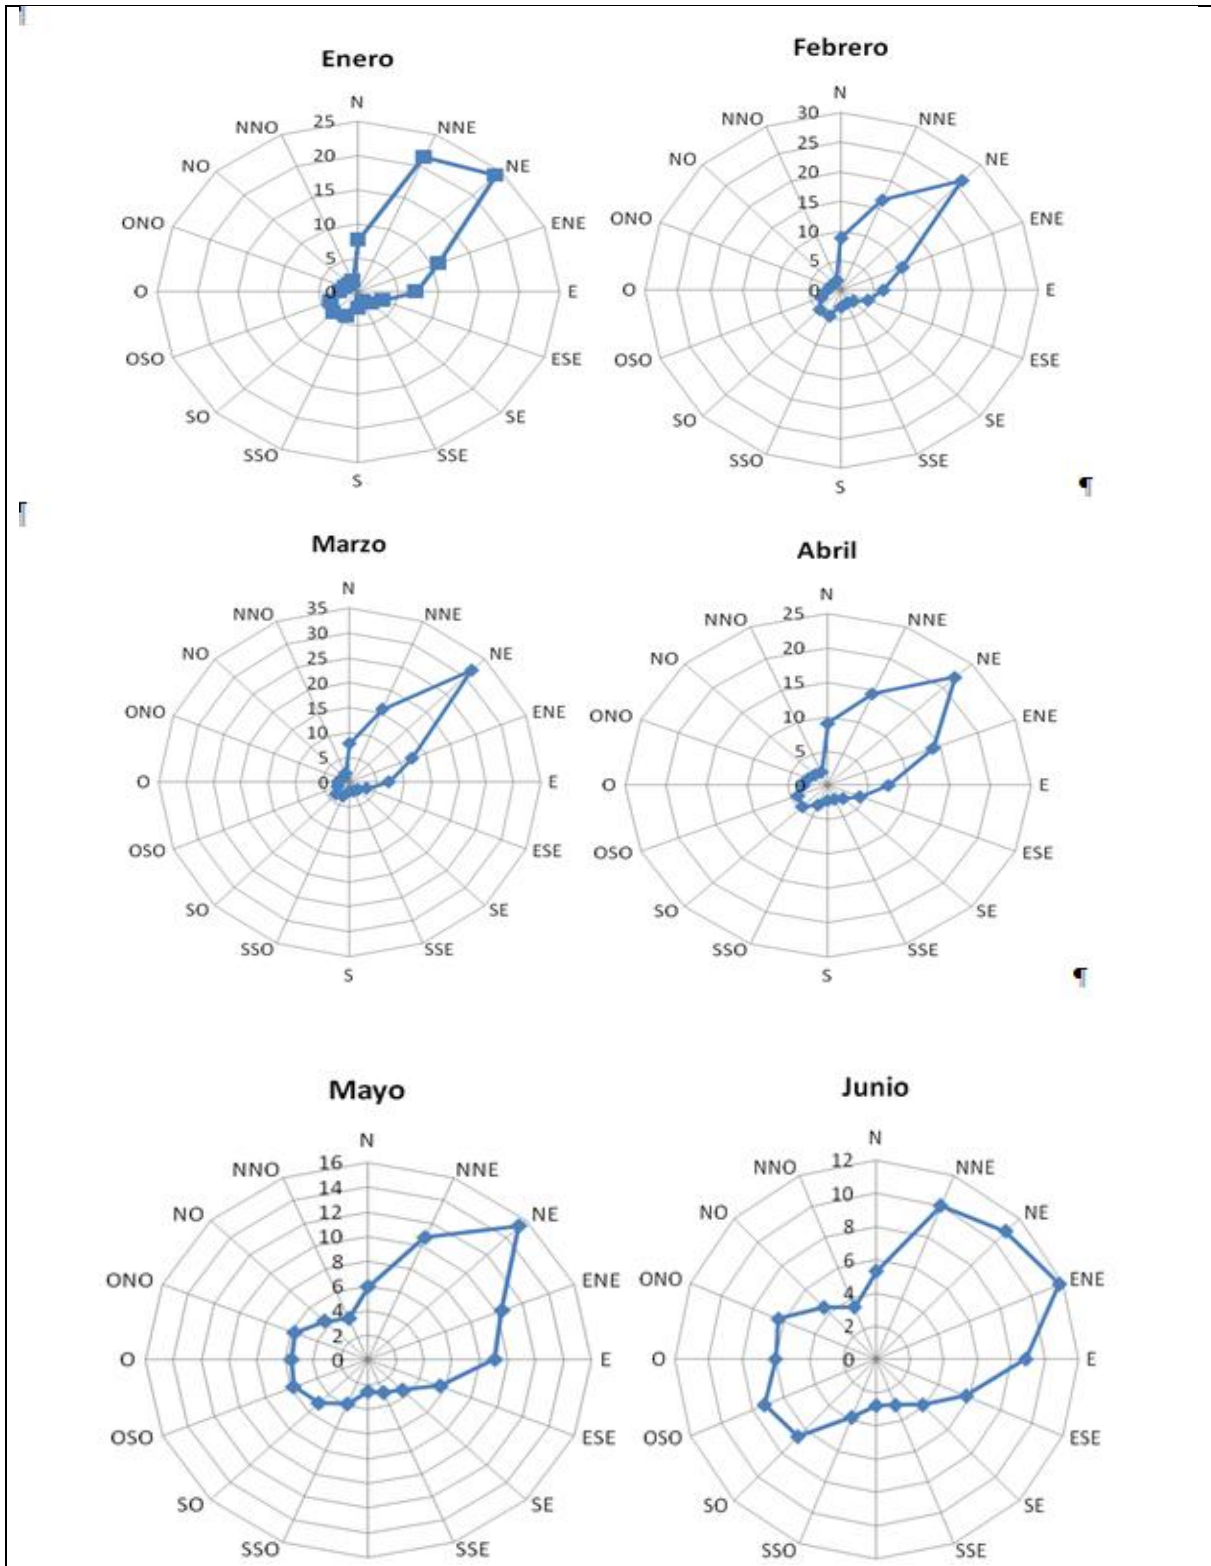 ¶
Enero
N
25
NNO
NNE
20
NO
NE
15
ONO
ENE
10
5
O
0
E
OSO
ESE
SO
SE
SSO
SSE
S
Febrero
N
30
NNO
NNE
25
20
NO
NE
15
ONO
ENE
10
5
O
0
E
OSO
ESE
SO
SE
SSO
SSE
S
¶
¶
Marzo
N
35
NNO
NNE
30
25
NO
NE
20
15
ONO
ENE
10
5
O
0
E
OSO
ESE
SO
SE
SSO
SSE
S
Abril
N
25
NNO
NNE
20
NO
NE
15
ONO
ENE
10
5
O
0
E
OSO
ESE
SO
SE
SSO
SSE
S
¶
Mayo
N
16
NNO
NNE
14
12
NO
NE
10
8
ONO
ENE
6
4
2
O
0
E
OSO
ESE
SO
SE
SSO
SSE
Junio
N
12
NNO
NNE
10
NO
NE
8
6
ONO
ENE
4
2
O
0
E
OSO
ESE
SO
SE
SSO
SSE